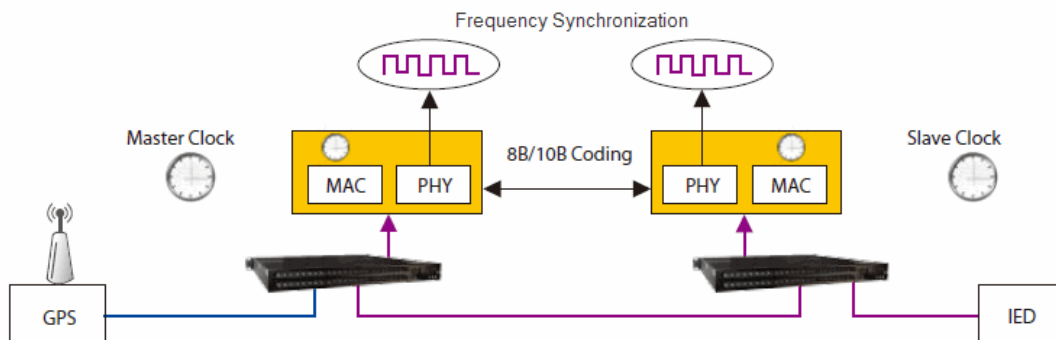 Frequency Synchronization
Master Clock
8B/10B Coding
Slave Clock
MAC
PHY
PHY
MAC
GPS
IED